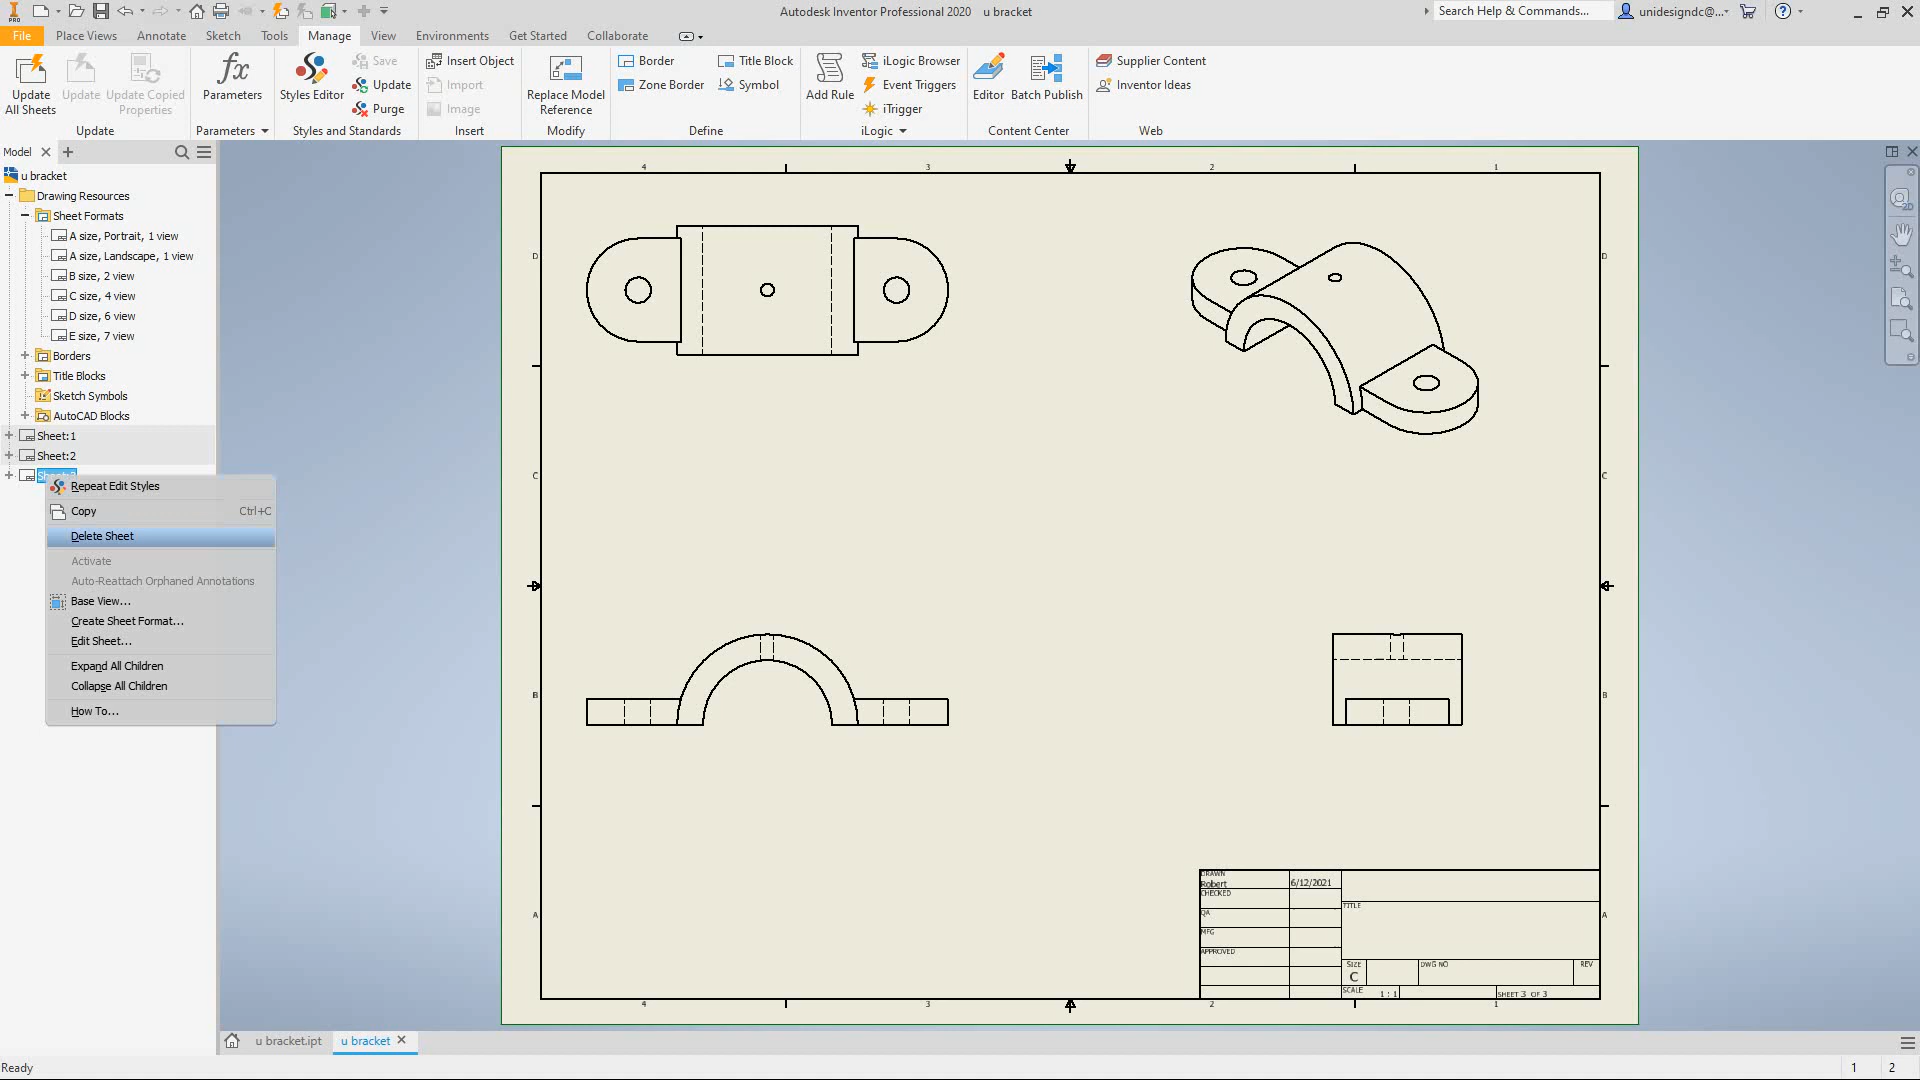 PRO
Autodesk Inventor Professional 2020 u bracket
Search Help & Commands...
unidesigndc@...
File Place Views Annotate Sketch Tools Manage View Environments Get Started Collaborate
Update All Sheets
Update
Update Copied Properties
Update
Parameters
Parameters
Styles Editor
Save
Update
Purge
Styles and Standards
Insert Object
Import
Image
Insert
Replace Model Reference
Modify
Border
Zone Border
Title Block
Symbol
Define
Add Rule
iLogic Browser
Event Triggers
iTrigger
iLogic
Editor
Batch Publish
Content Center
Supplier Content
Inventor Ideas
Web
Model
u bracket
Drawing Resources
Sheet Formats
A size, Portrait, 1 view
A size, Landscape, 1 view
B size, 2 view
C size, 4 view
D size, 6 view
E size, 7 view
Borders
Title Blocks
Sketch Symbols
AutoCAD Blocks
Sheet:1
Sheet:2
Repeat Edit Styles
Copy Ctrl+C
Delete Sheet
Activate
Auto-Reattach Orphaned Annotations
Base View...
Create Sheet Format...
Edit Sheet...
Expand All Children
Collapse All Children
How To...
4 3 2 1
D D
C C
B B
A A
4 3 2 1
DRAWN
Robert 6/12/2021
CHECKED
QA
MFG
APPROVED
TITLE
SIZE
C
DWG NO
REV
SCALE
1 : 1
SHEET 3 OF 3
2D
u bracket.ipt
u bracket
Ready
1 2